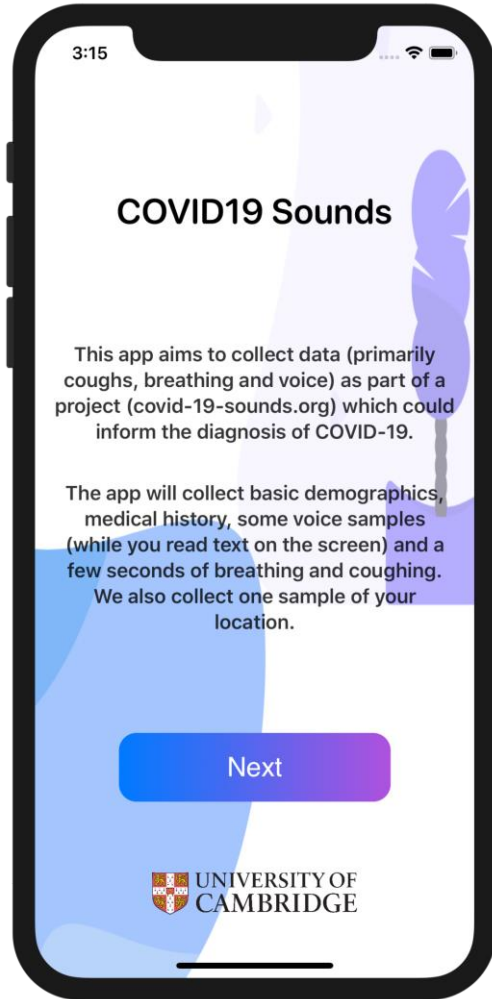 3:15
COVID19 Sounds
This app aims to collect data (primarily
coughs, breathing and voice) as part of a
project (covid-19-sounds.org) which could
inform the diagnosis of COVID-19.
The app will collect basic demographics,
medical history, some voice samples
(while you read text on the screen) and a
few seconds of breathing and coughing.
We also collect one sample of your
location.
Next
UNIVERSITY OF
CAMBRIDGE